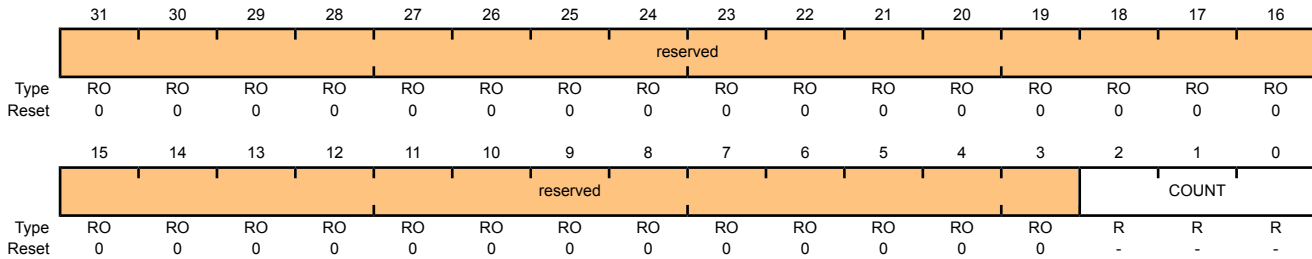 31 30 29 28 27 26 25 24 23 22 21 20 19 18 17 16
reserved
Type RO RO RO RO RO RO RO RO RO RO RO RO RO RO RO RO
Reset 0 0 0 0 0 0 0 0 0 0 0 0 0 0 0 0
15 14 13 12 11 10 9 8 7 6 5 4 3 2 1 0
reserved COUNT
Type RO RO RO RO RO RO RO RO RO RO RO RO RO R R R
Reset 0 0 0 0 0 0 0 0 0 0 0 0 0 - - -